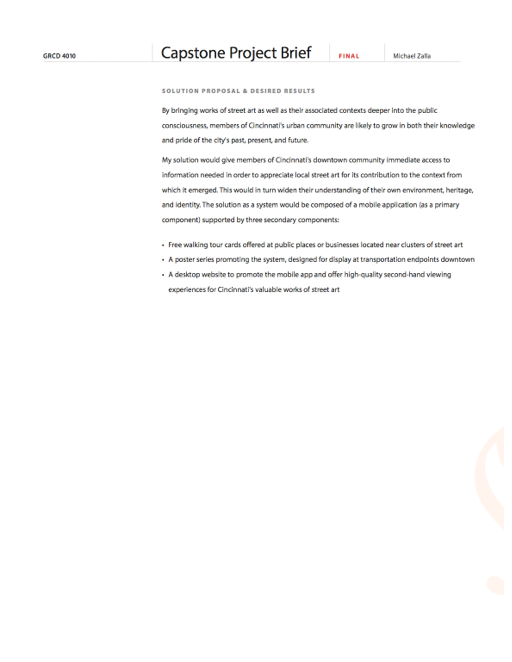 GRCD 4010
Capstone Project Brief
FINAL
Michael Zalla
SOLUTION PROPOSAL & DESIRED RESULTS
By bringing works of street art as well as their associated contexts deeper into the public
consciousness, members of Cincinnati's urban community are likely to grow in both their knowledge
and pride of the city's past, present, and future.
My solution would give members of Cincinnati's downtown community immediate access to
information needed in order to appreciate local street art for its contribution to the context from
which it emerged. This would in turn widen their understanding of their own environment, heritage,
and identity. The solution as a system would be composed of a mobile application (as a primary
component) supported by three secondary components:
• Free walking tour cards offered at public places or businesses located near clusters of street art
• A poster series promoting the system, designed for display at transportation endpoints downtown
• A desktop website to promote the mobile app and offer high-quality second-hand viewing
experiences for Cincinnati's valuable works of street art